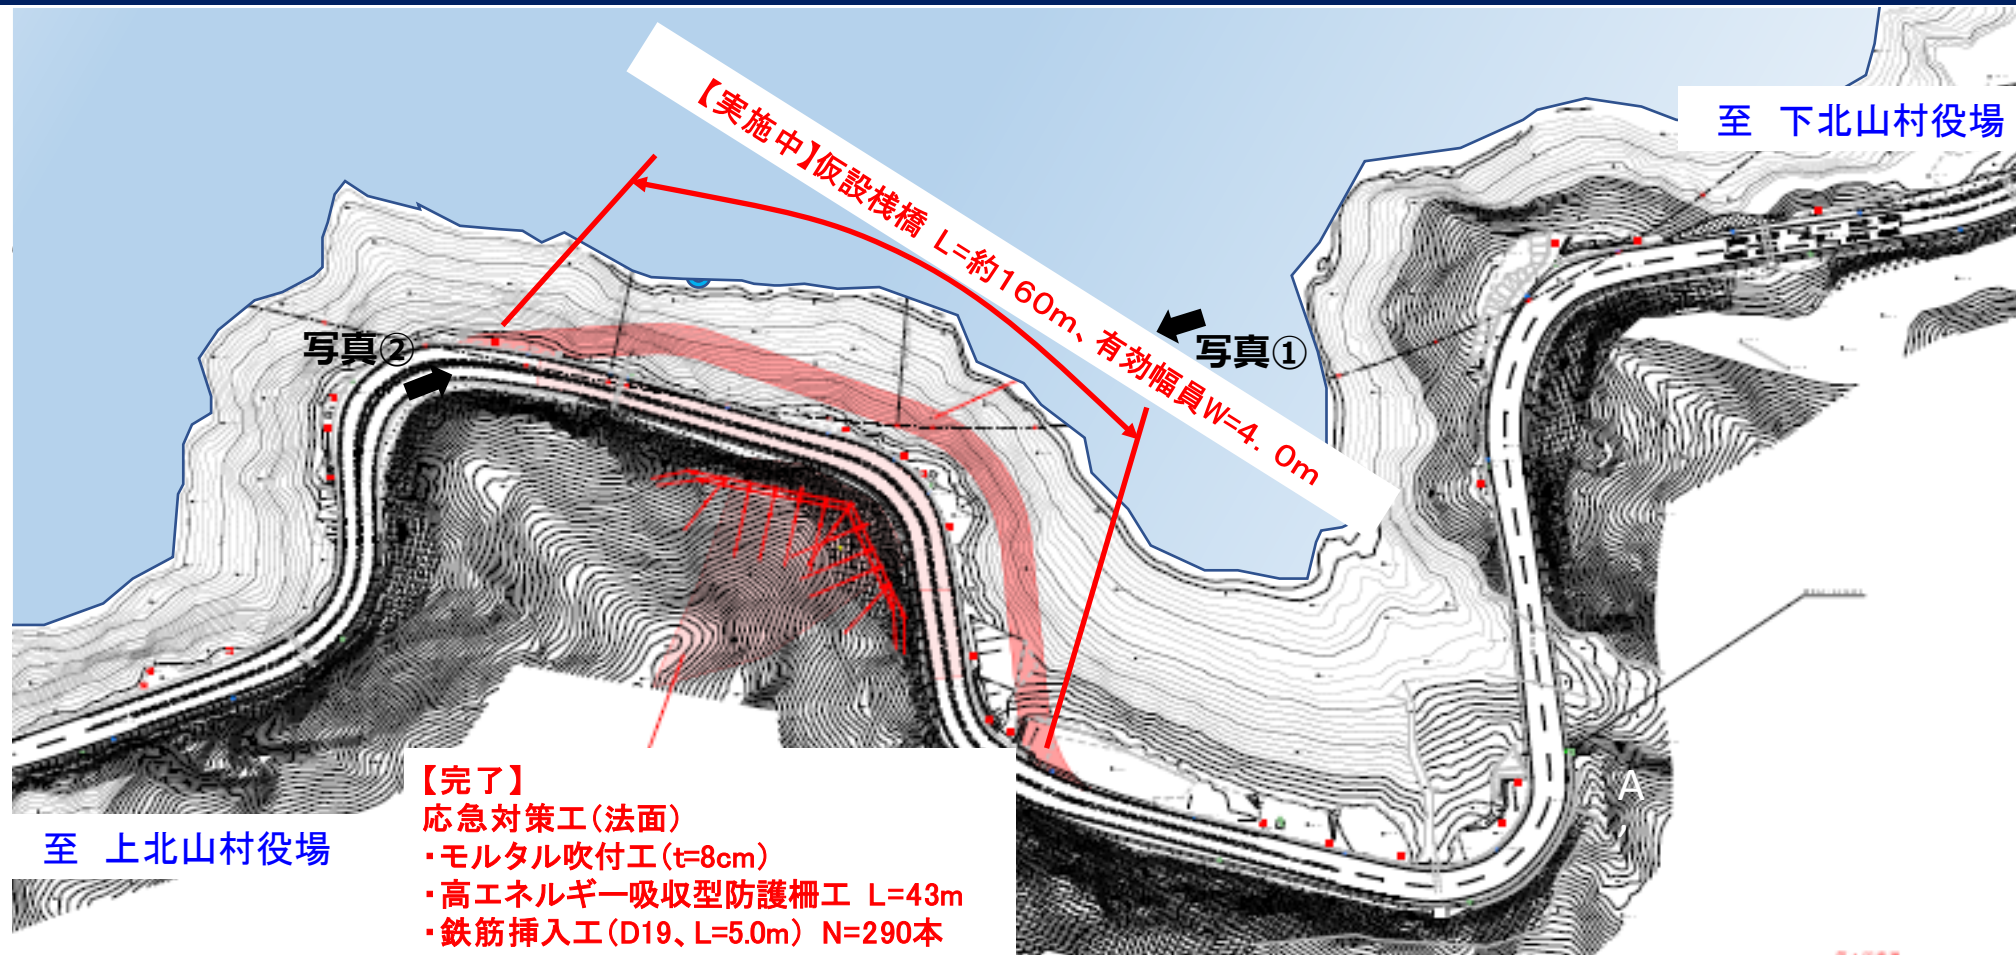 【実施中】仮設桟橋 L=約160m、有効幅員W=4.0m
至 下北山村役場
写真②
写真①
A
【完了】
応急対策工(法面)
・モルタル吹付工(t=8cm)
・高エネルギー吸収型防護柵工 L=43m
・鉄筋挿入工(D19、L=5.0m) N=290本
至 上北山村役場